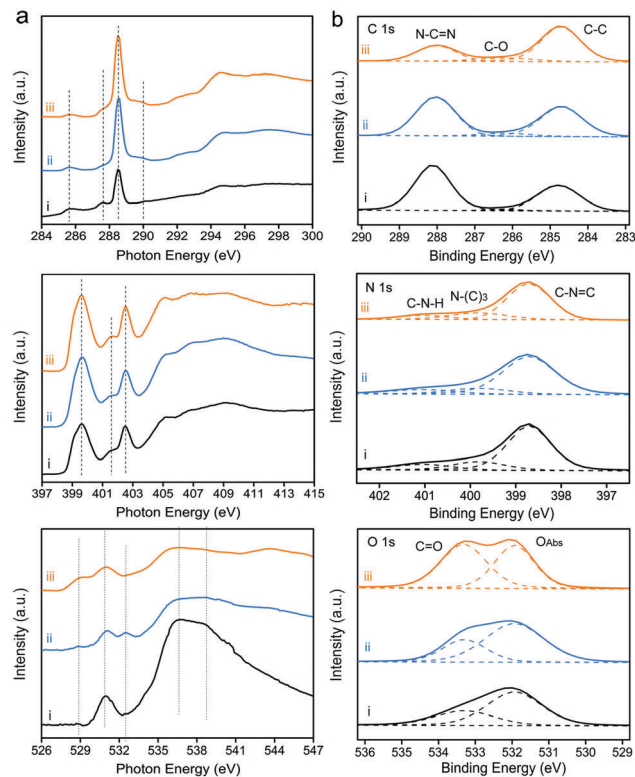 a
Intensity (a.u.)
iii
ii
i
284 286 288 290 292 294 296 298 300
Photon Energy (eV)
b
C 1s
N-C=N
C-O
C-C
Intensity (a.u.)
iii
ii
i
290 289 288 287 286 285 284 283
Binding Energy (eV)
Intensity (a.u.)
iii
ii
i
397 399 401 403 405 407 409 411 413 415
Photon Energy (eV)
N 1s
C-N-H
N-(C)3
C-N=C
Intensity (a.u.)
iii
ii
i
402 401 400 399 398 397
Binding Energy (eV)
Intensity (a.u.)
iii
ii
i
526 529 532 535 538 541 544 547
Photon Energy (eV)
O 1s
C=O
OAbs
Intensity (a.u.)
iii
ii
i
536 535 534 533 532 531 530 529
Binding Energy (eV)